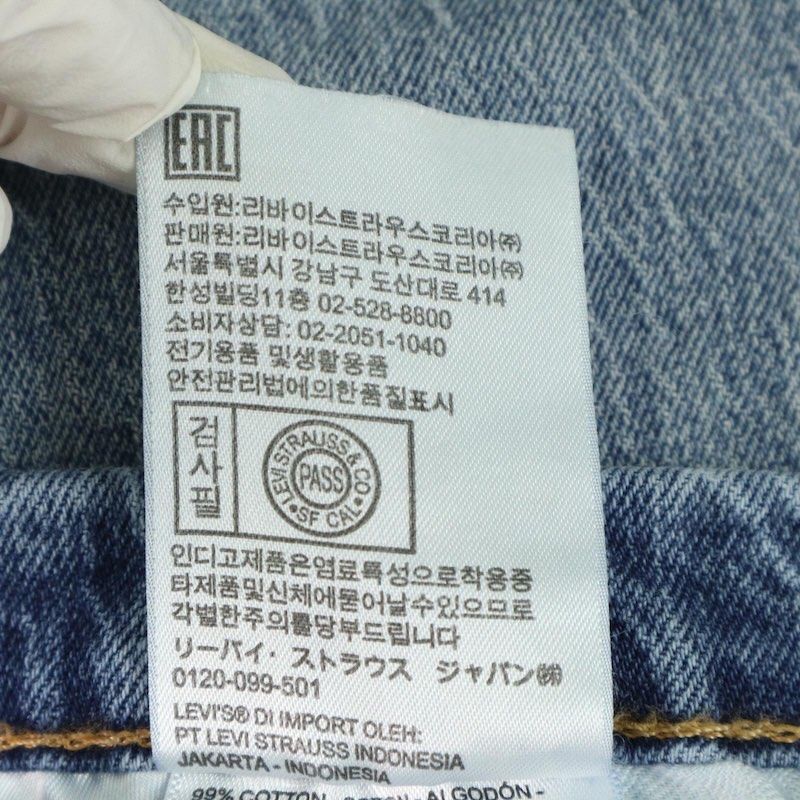 EAC
수입원:리바이스트라우스코리아㈜
판매원:리바이스트라우스코리아㈜
서울특별시 강남구 도산대로 414
한성빌딩11층 02-528-8800
소비자상담: 02-2051-1040
전기용품 및생활용품
안전관리법에의한품질표시
검사필
LEVI STRAUSS & CO
PASS
•SF CAL•
인디고제품은염료특성으로착용중
타제품및신체에묻어날수있으므로
각별한주의를당부드립니다
リーバイ・ストラウス ジャパン㈱
0120-099-501
LEVI'S® DI IMPORT OLEH:
PT LEVI STRAUSS INDONESIA
JAKARTA - INDONESIA
99% COTTON - COTON - ALGODÓN -